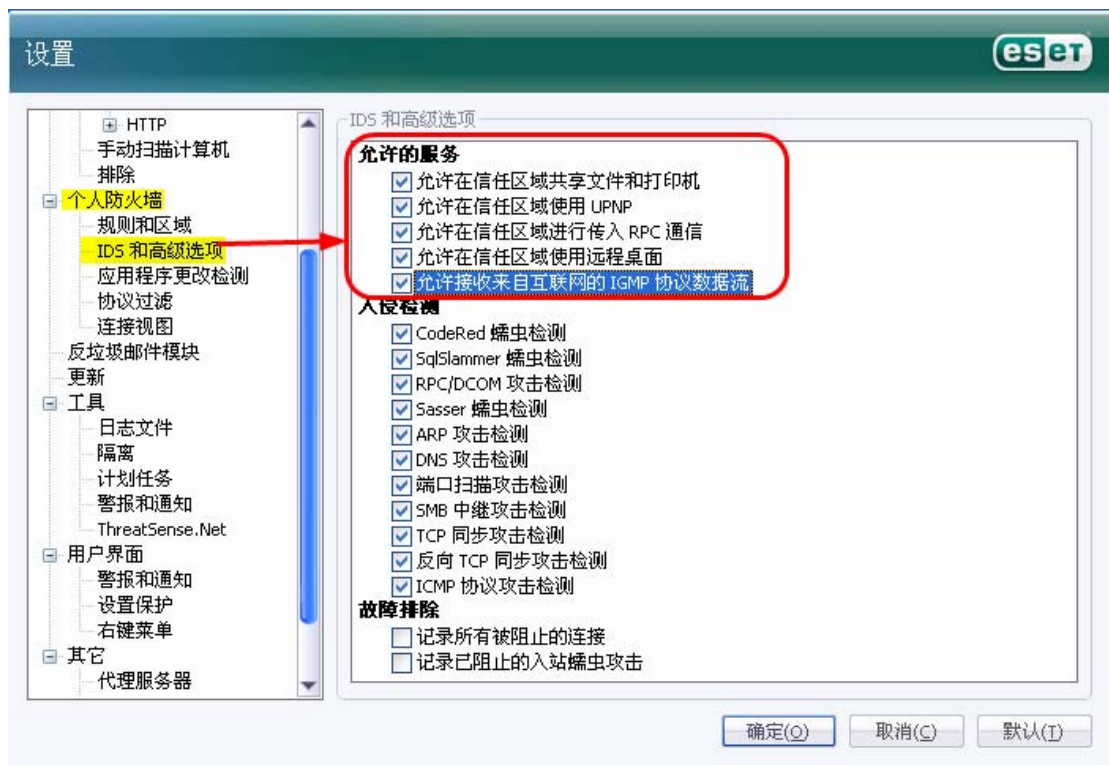 设置
eseT
HTTP
手动扫描计算机
排除
个人防火墙
规则和区域
IDS 和高级选项
应用程序更改检测
协议过滤
连接视图
反垃圾邮件模块
更新
工具
日志文件
隔离
计划任务
警报和通知
ThreatSense.Net
用户界面
警报和通知
设置保护
右键菜单
其它
代理服务器
IDS 和高级选项
允许的服务
允许在信任区域共享文件和打印机
允许在信任区域使用 UPNP
允许在信任区域进行传入 RPC 通信
允许在信任区域使用远程桌面
允许接收来自互联网的 IGMP 协议数据流
入侵检测
CodeRed 蠕虫检测
SqlSlammer 蠕虫检测
RPC/DCOM 攻击检测
Sasser 蠕虫检测
ARP 攻击检测
DNS 攻击检测
端口扫描攻击检测
SMB 中继攻击检测
TCP 同步攻击检测
反向 TCP 同步攻击检测
ICMP 协议攻击检测
故障排除
记录所有被阻止的连接
记录已阻止的入站蠕虫攻击
确定(O)
取消(C)
默认(T)